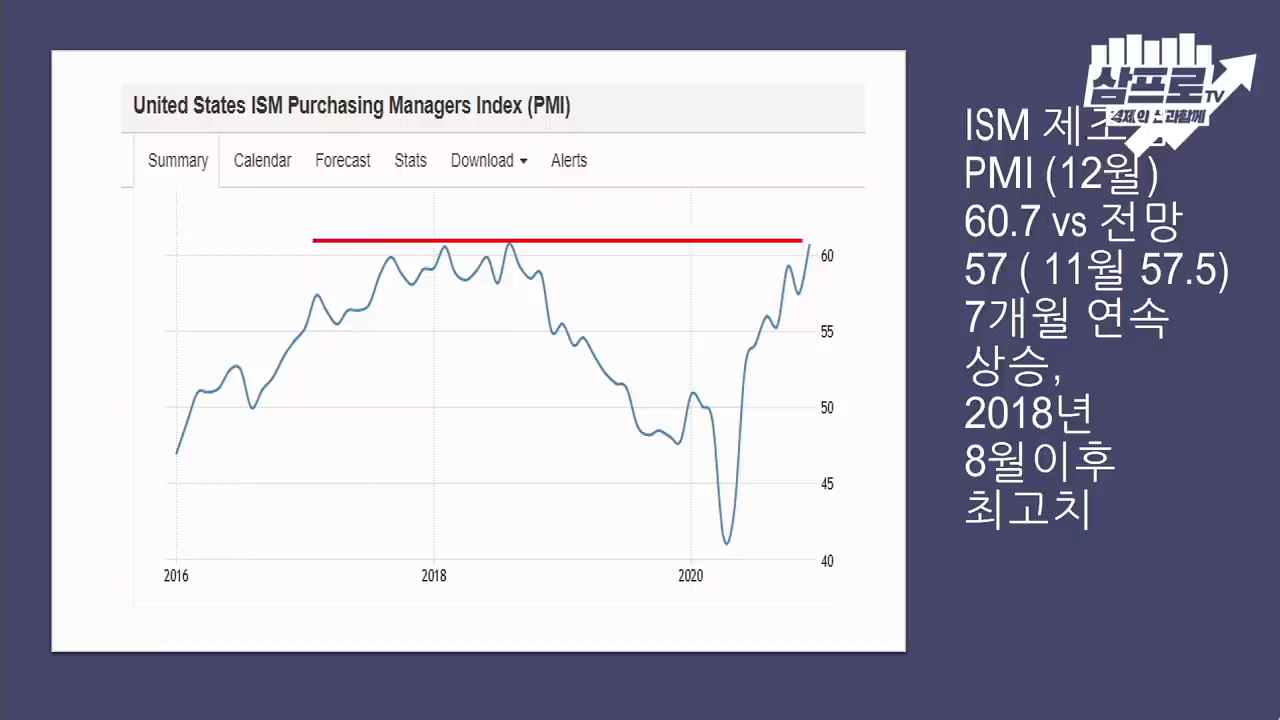 United States ISM Purchasing Managers Index (PMI)
Summary Calendar Forecast Stats Download Alerts
60
55
50
45
40
2016 2018 2020
삼프로TV
ISM
PMI (12월)
60.7 vs 전망
57 ( 11월 57.5)
7개월 연속
상승,
2018년
8월이후
최고치